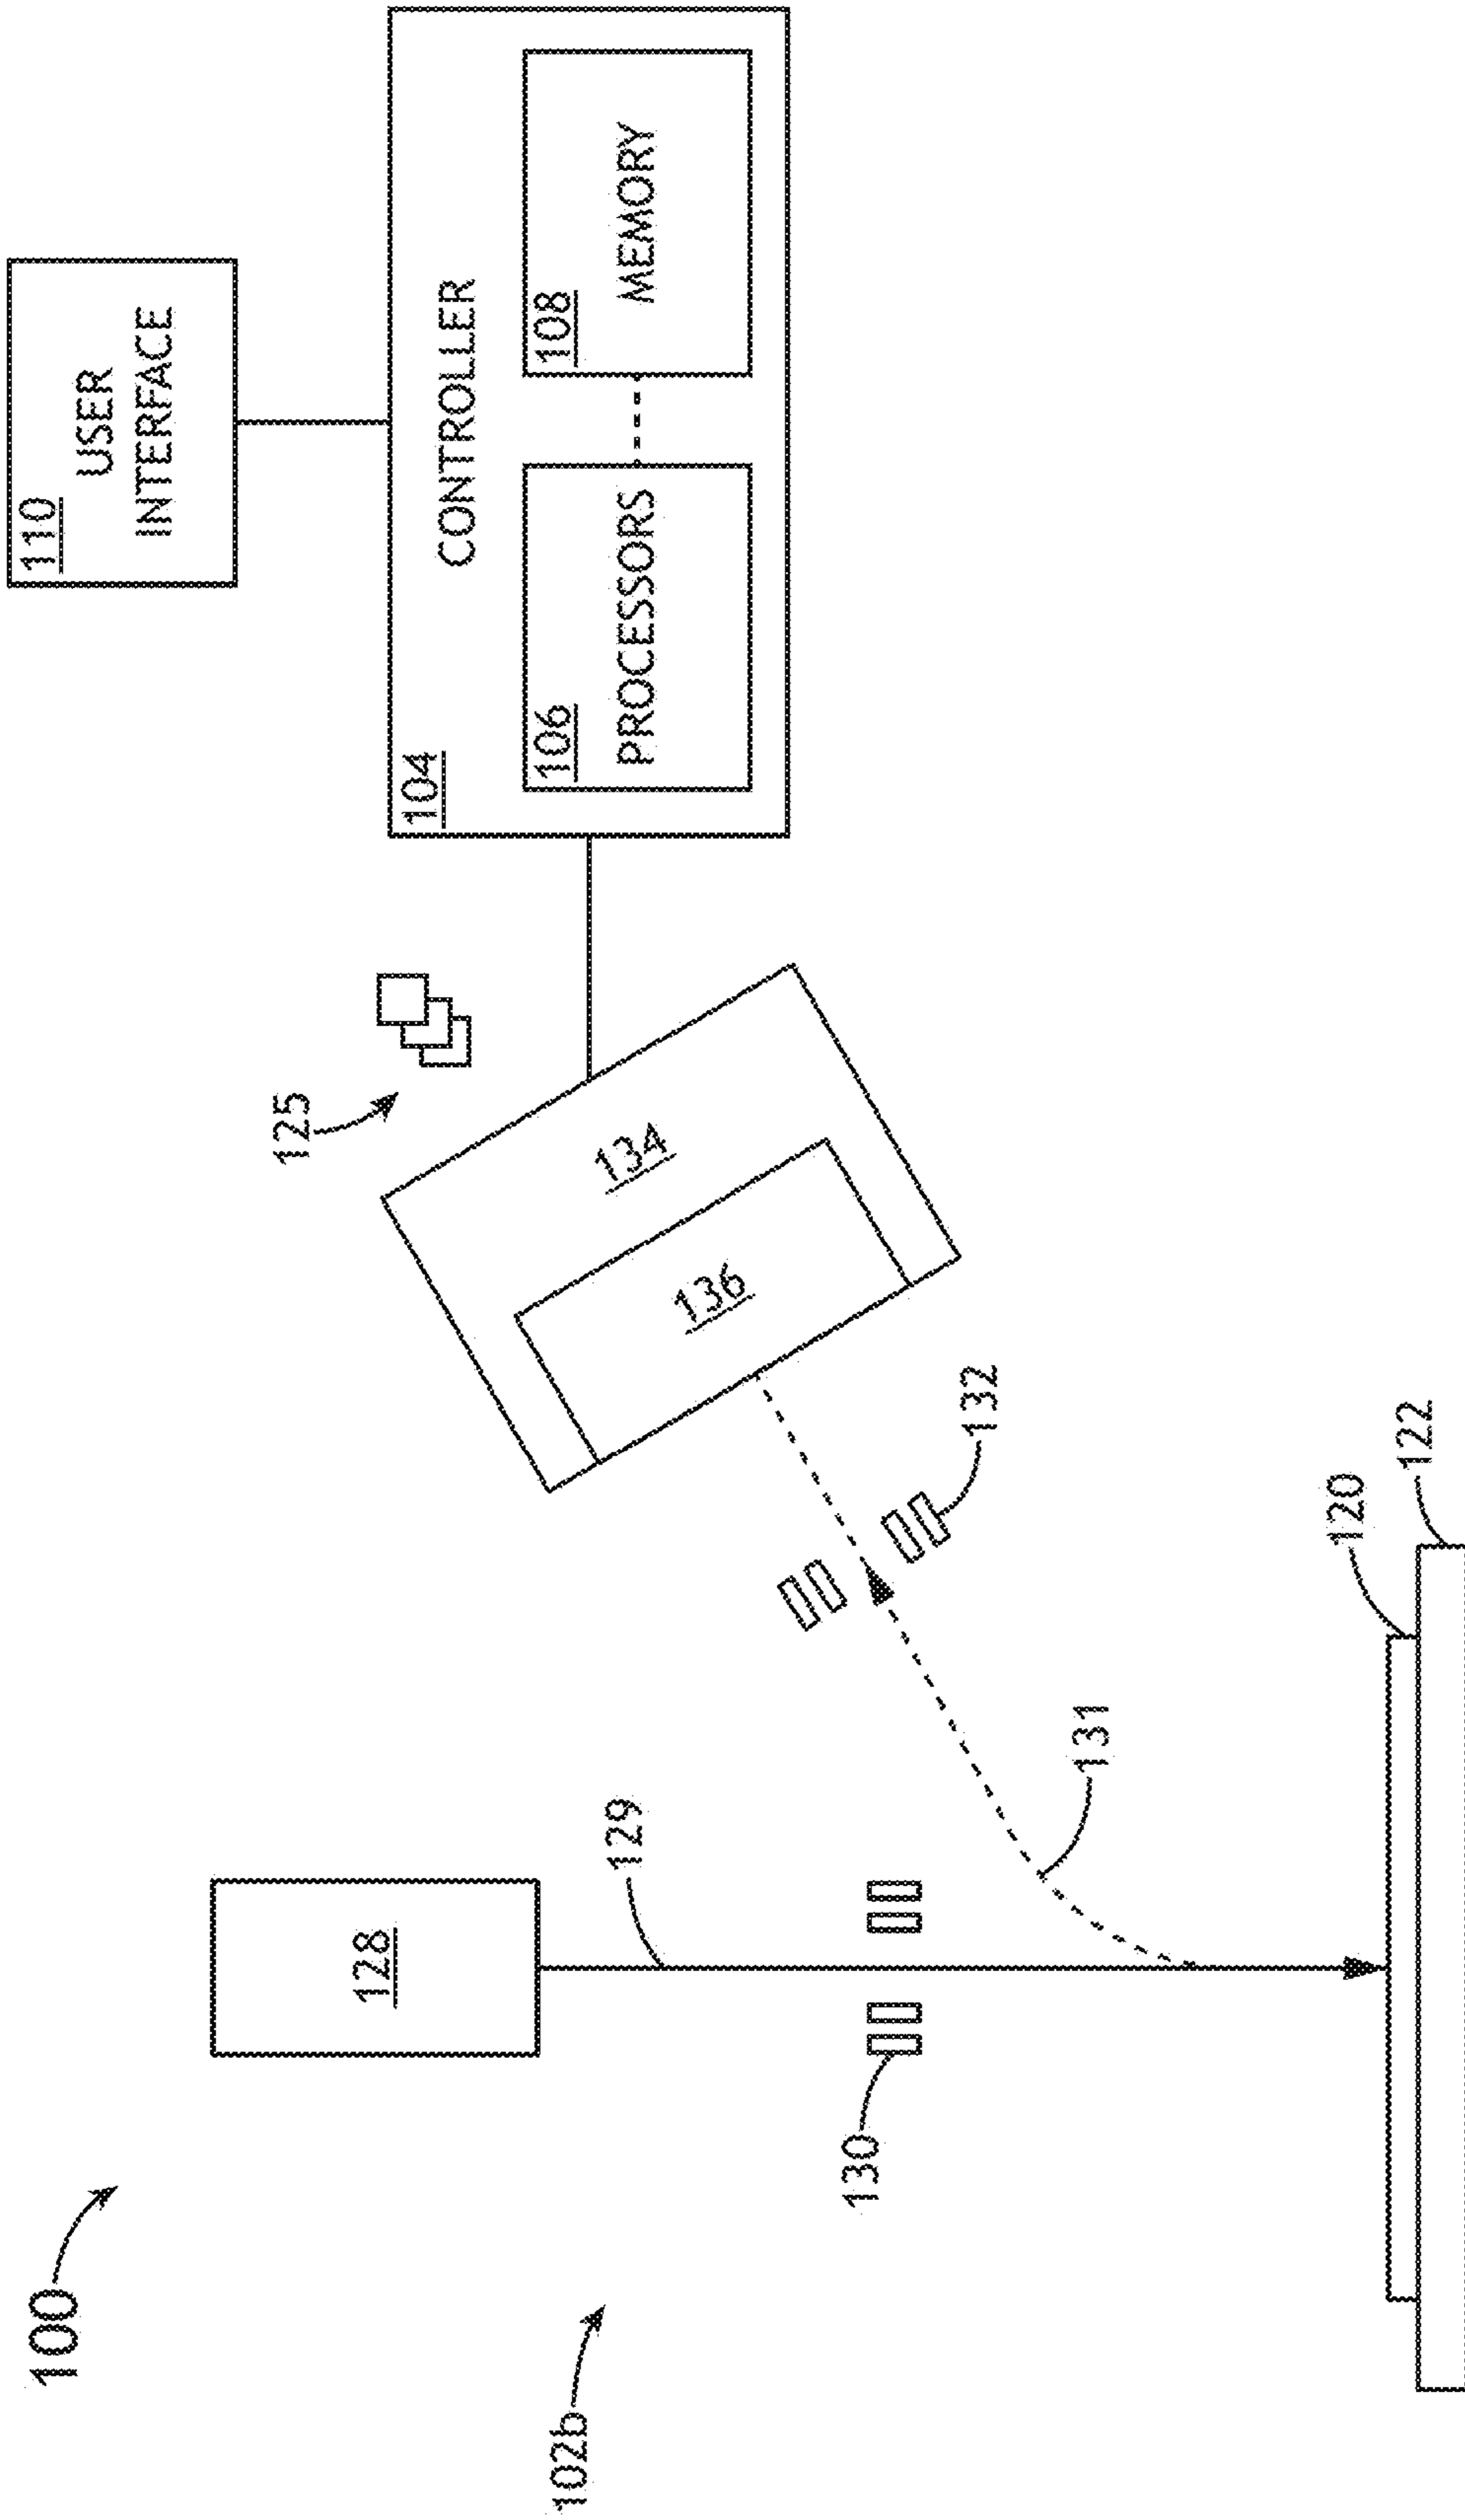 100
102b
128
129
130
131
132
120
122
134
136
125
110
USER
INTERFACE
104
CONTROLLER
106
PROCESSORS
108
MEMORY